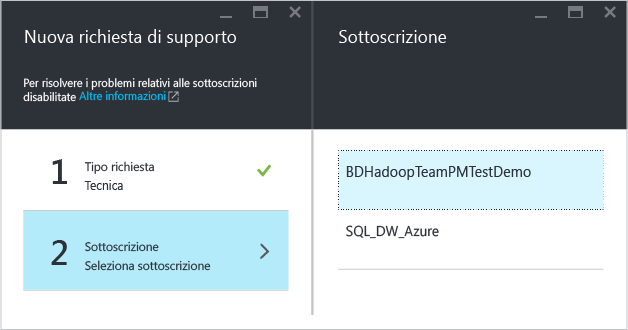 Nuova richiesta di supporto
Per risolvere i problemi relativi alle sottoscrizioni
disabilitate Altre informazioni
1
Tipo richiesta
Tecnica
2
Sottoscrizione
Seleziona sottoscrizione
Sottoscrizione
BDHadoopTeamPMTestDemo
SQL_DW_Azure